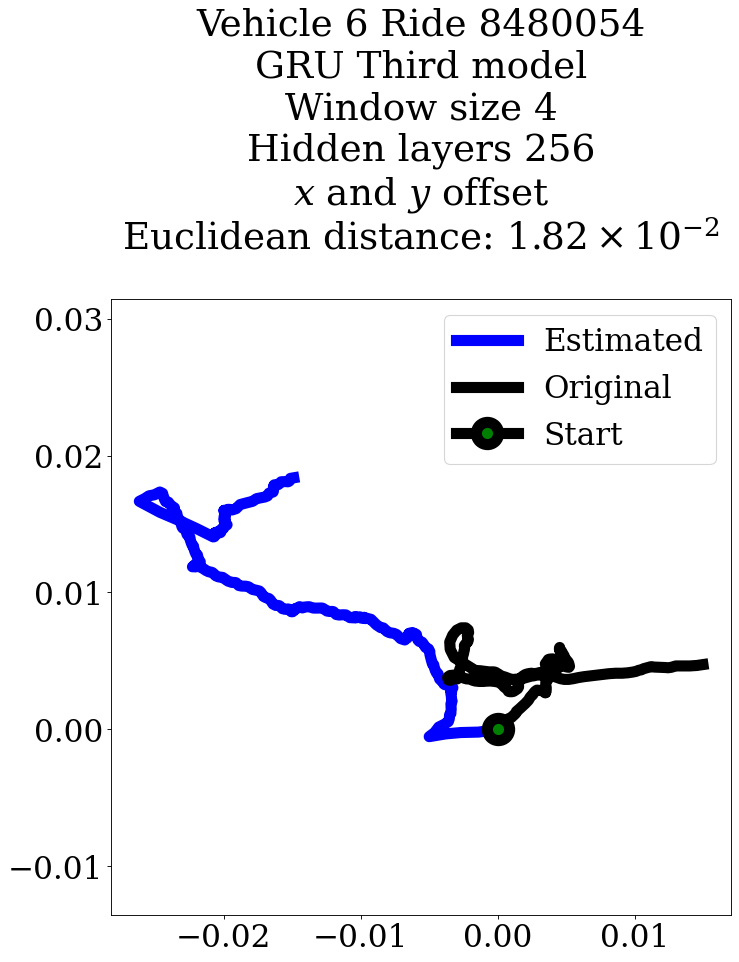 Vehicle 6 Ride 8480054
GRU Third model
Window size 4
Hidden layers 256
x and y offset
Euclidean distance: 1.82 × 10⁻²
Estimated
Original
Start
0.03
0.02
0.01
0.00
−0.01
−0.02 −0.01 0.00 0.01